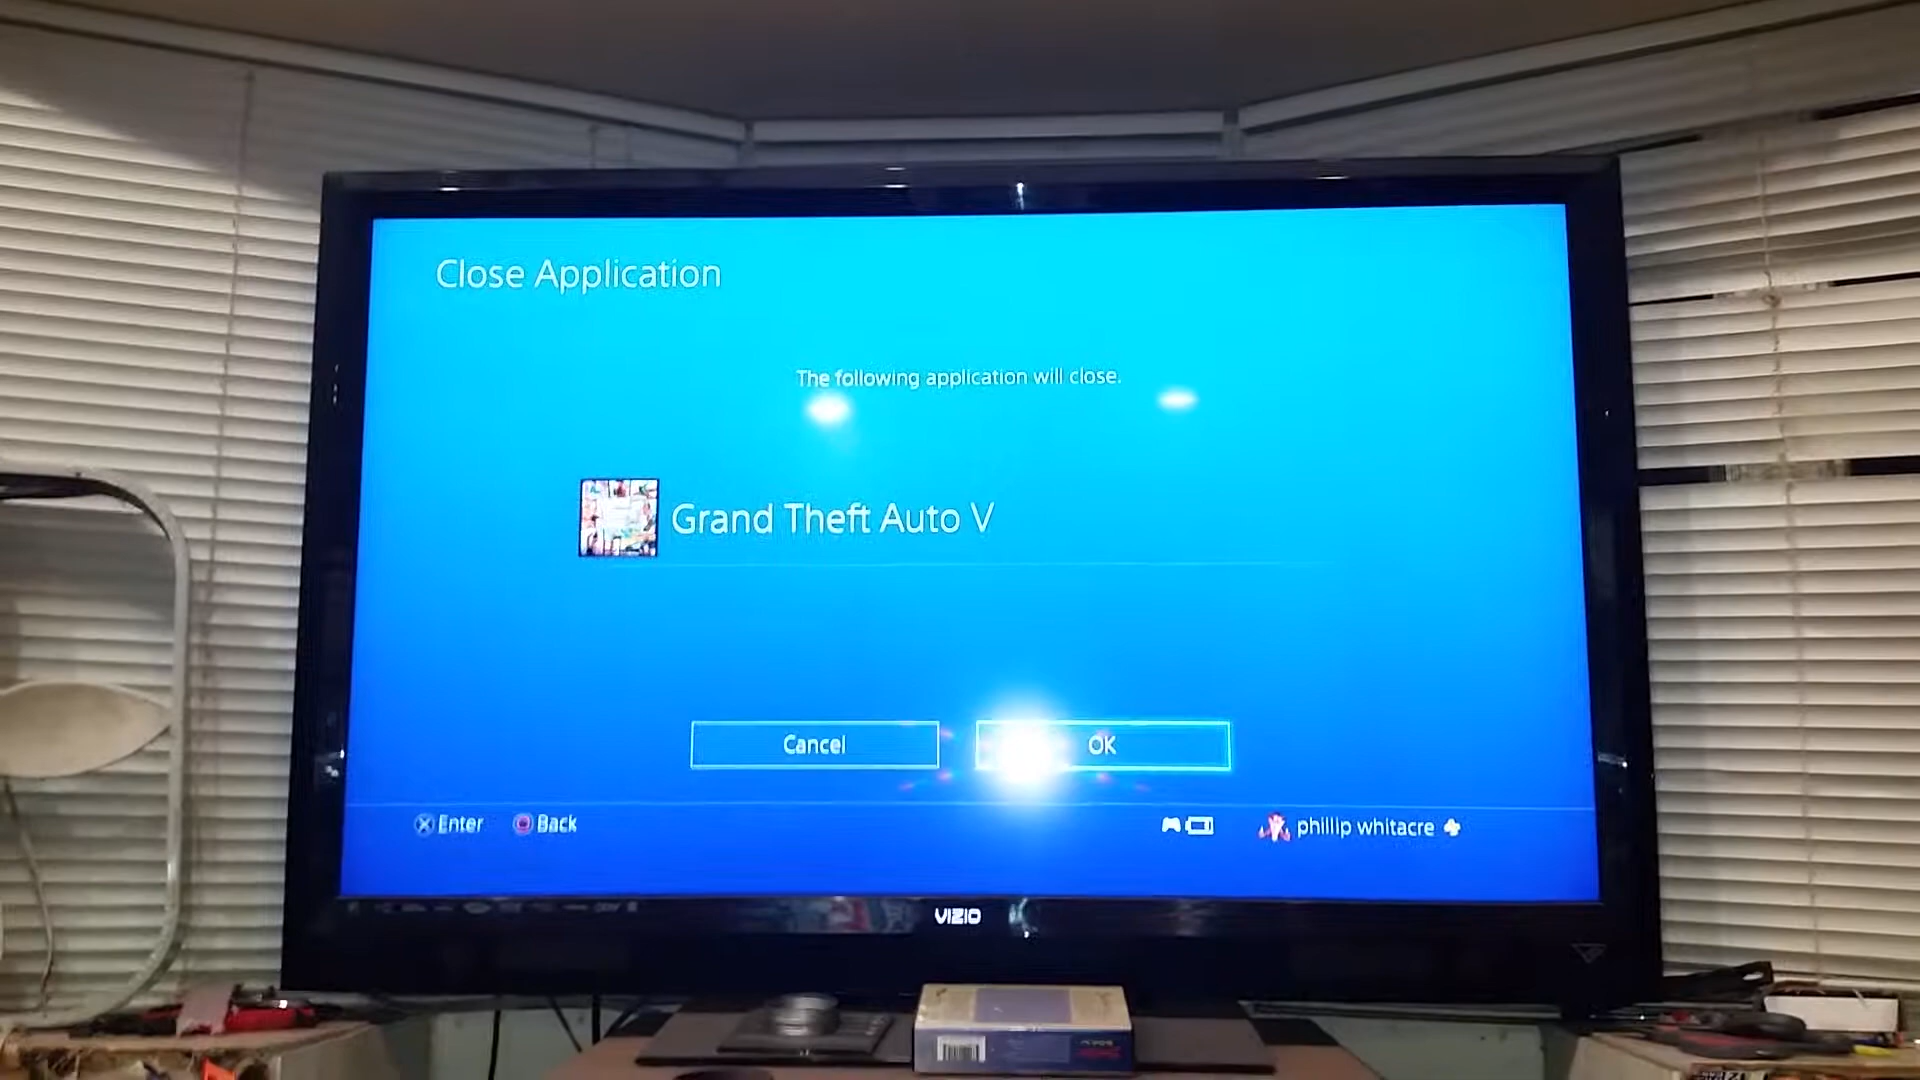 Close Application
The following application will close.
Grand Theft Auto V
Cancel
OK
Enter
Back
phillip whitacre
VIZIO